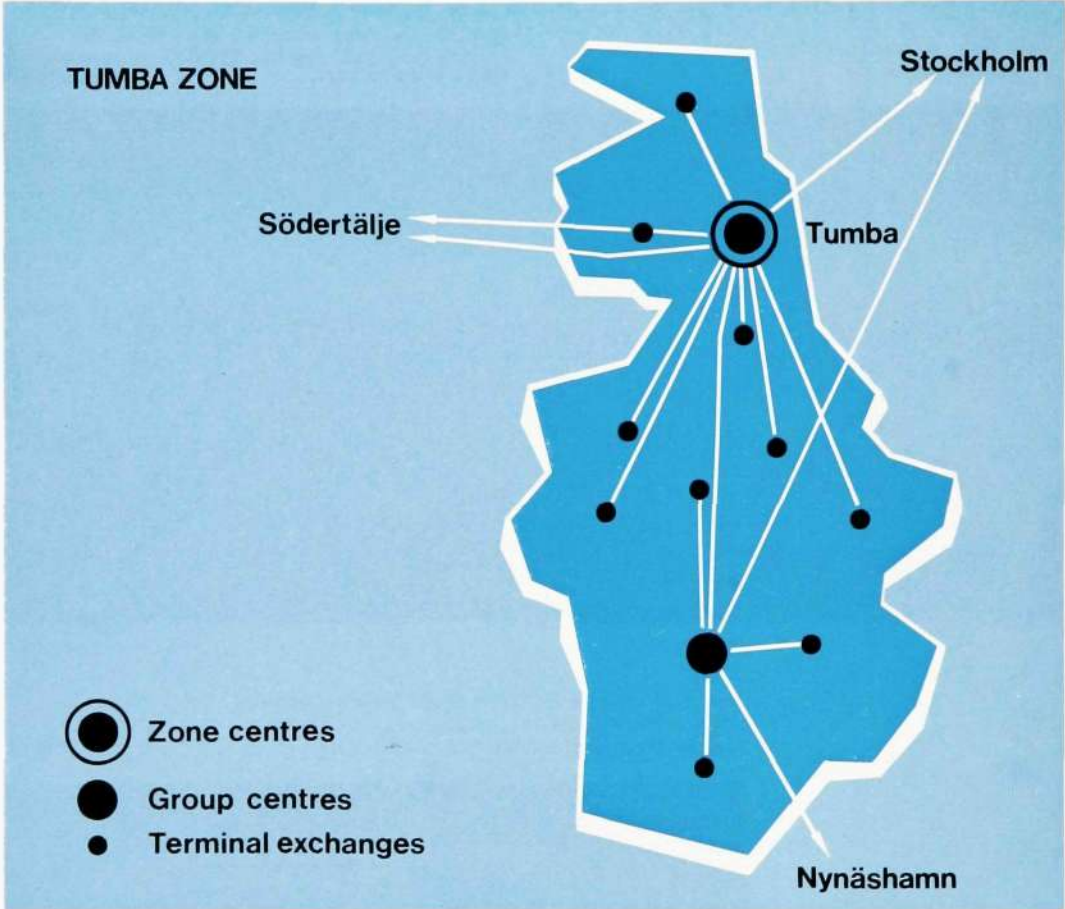 TUMBA ZONE
Stockholm
Södertälje
Tumba
Zone centres
Group centres
Terminal exchanges
Nynäshamn